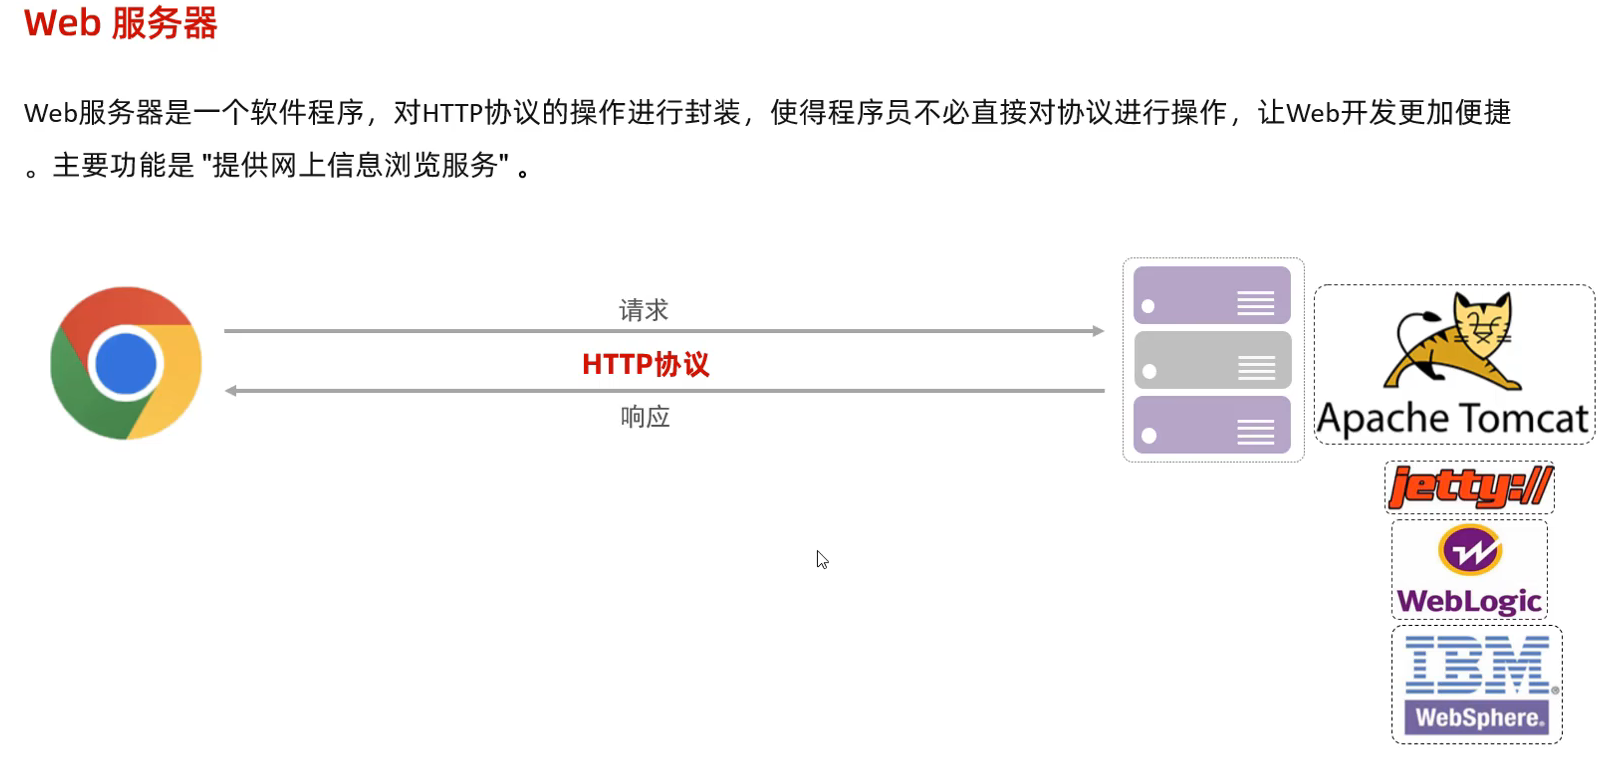 Web 服务器
Web服务器是一个软件程序，对HTTP协议的操作进行封装，使得程序员不必直接对协议进行操作，让Web开发更加便捷
。主要功能是 "提供网上信息浏览服务" 。
请求
HTTP协议
响应
Apache Tomcat
jetty://
WebLogic
IBM®
WebSphere®